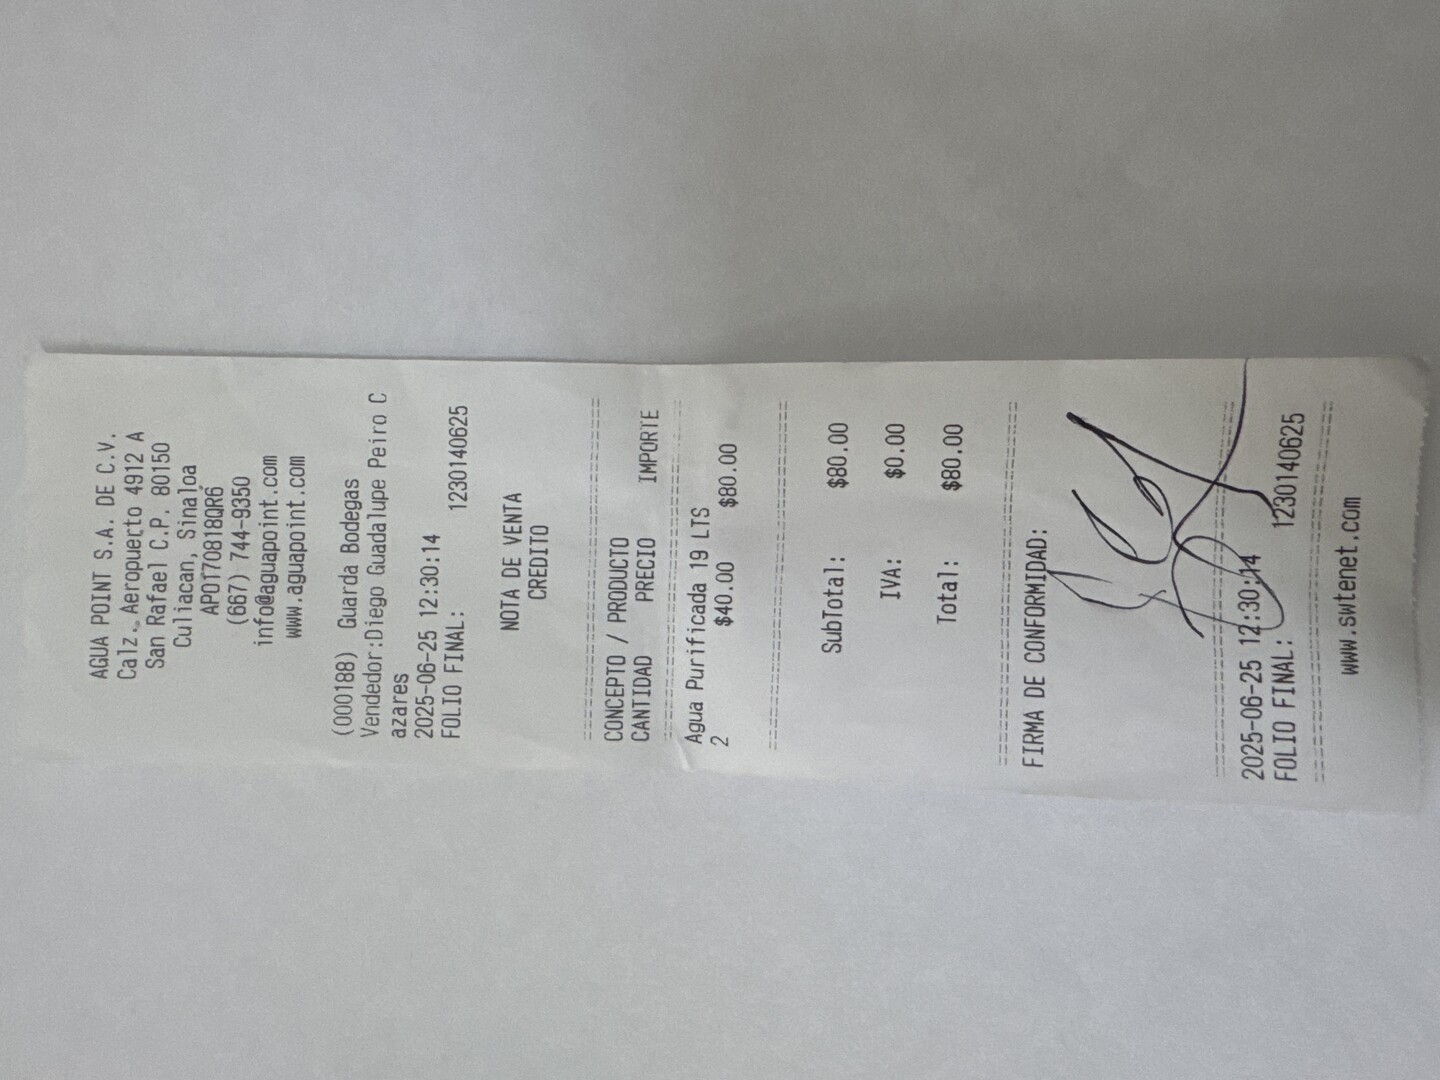 AGUA POINT S.A. DE C.V.
Calz. Aeropuerto 4912 A
San Rafael C.P. 80150
Culiacan, Sinaloa
APO170818QR6
(667) 744-9350
info@aguapoint.com
www.aguapoint.com
(000188) Guarda Bodegas
Vendedor:Diego Guadalupe Peiro C
azares
2025-06-25 12:30:14
FOLIO FINAL: 1230140625
NOTA DE VENTA
CREDITO
CONCEPTO / PRODUCTO
CANTIDAD PRECIO IMPORTE
Agua Purificada 19 LTS
2 $40.00 $80.00
SubTotal: $80.00
IVA: $0.00
Total: $80.00
FIRMA DE CONFORMIDAD:
2025-06-25 12:30:14
FOLIO FINAL: 1230140625
www.swtenet.com